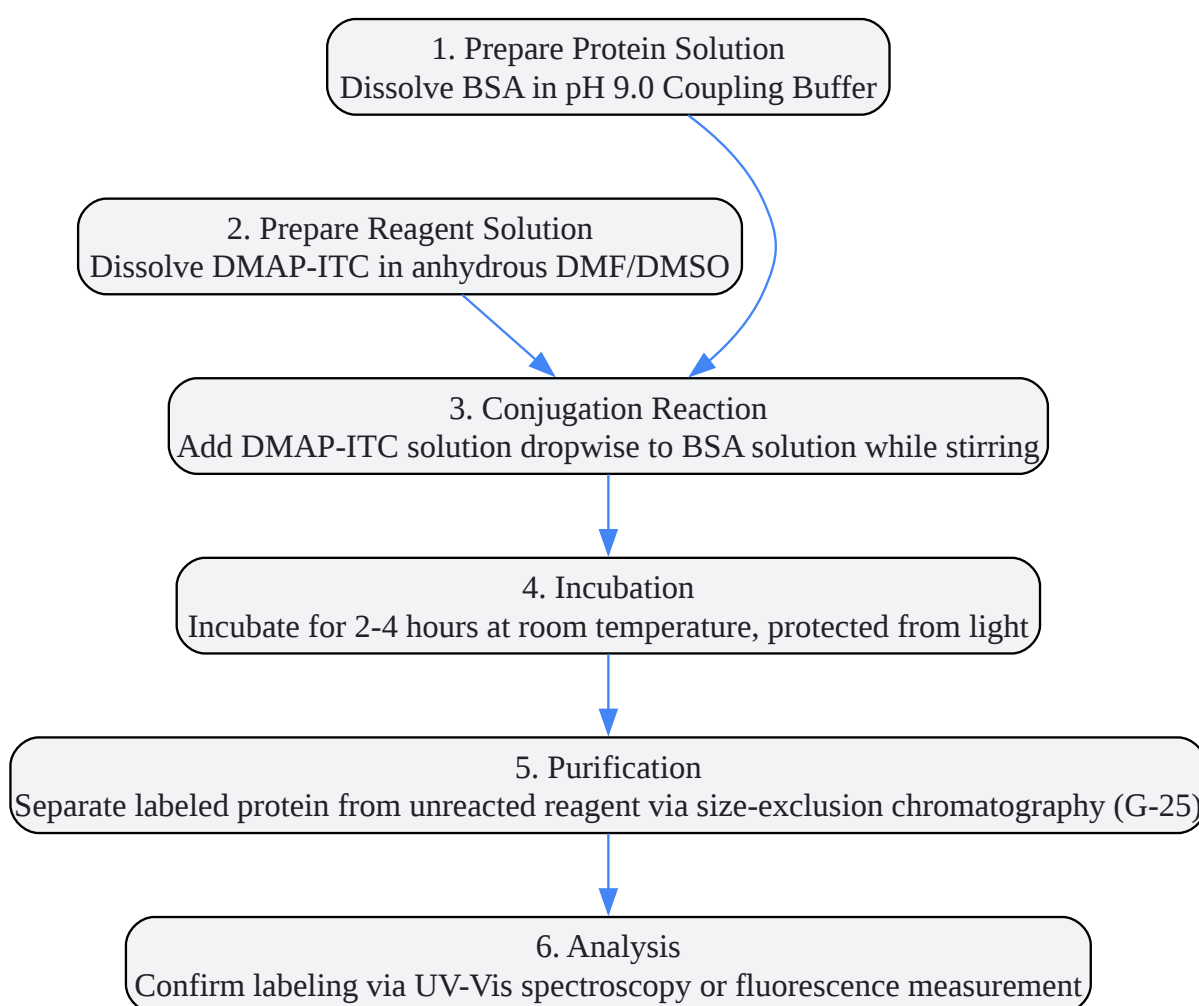 1. Prepare Protein Solution
Dissolve BSA in pH 9.0 Coupling Buffer
2. Prepare Reagent Solution
Dissolve DMAP-ITC in anhydrous DMF/DMSO
3. Conjugation Reaction
Add DMAP-ITC solution dropwise to BSA solution while stirring
4. Incubation
Incubate for 2-4 hours at room temperature, protected from light
5. Purification
Separate labeled protein from unreacted reagent via size-exclusion chromatography (G-25)
6. Analysis
Confirm labeling via UV-Vis spectroscopy or fluorescence measurement